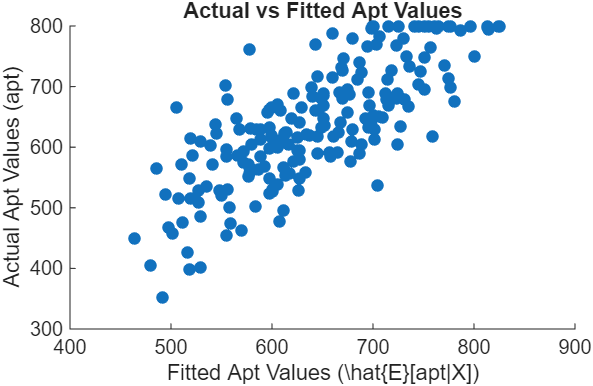 Actual vs Fitted Apt Values
800
700
600
500
400
300
Actual Apt Values (apt)
400 500 600 700 800 900
Fitted Apt Values (\hat{E}[apt|X])